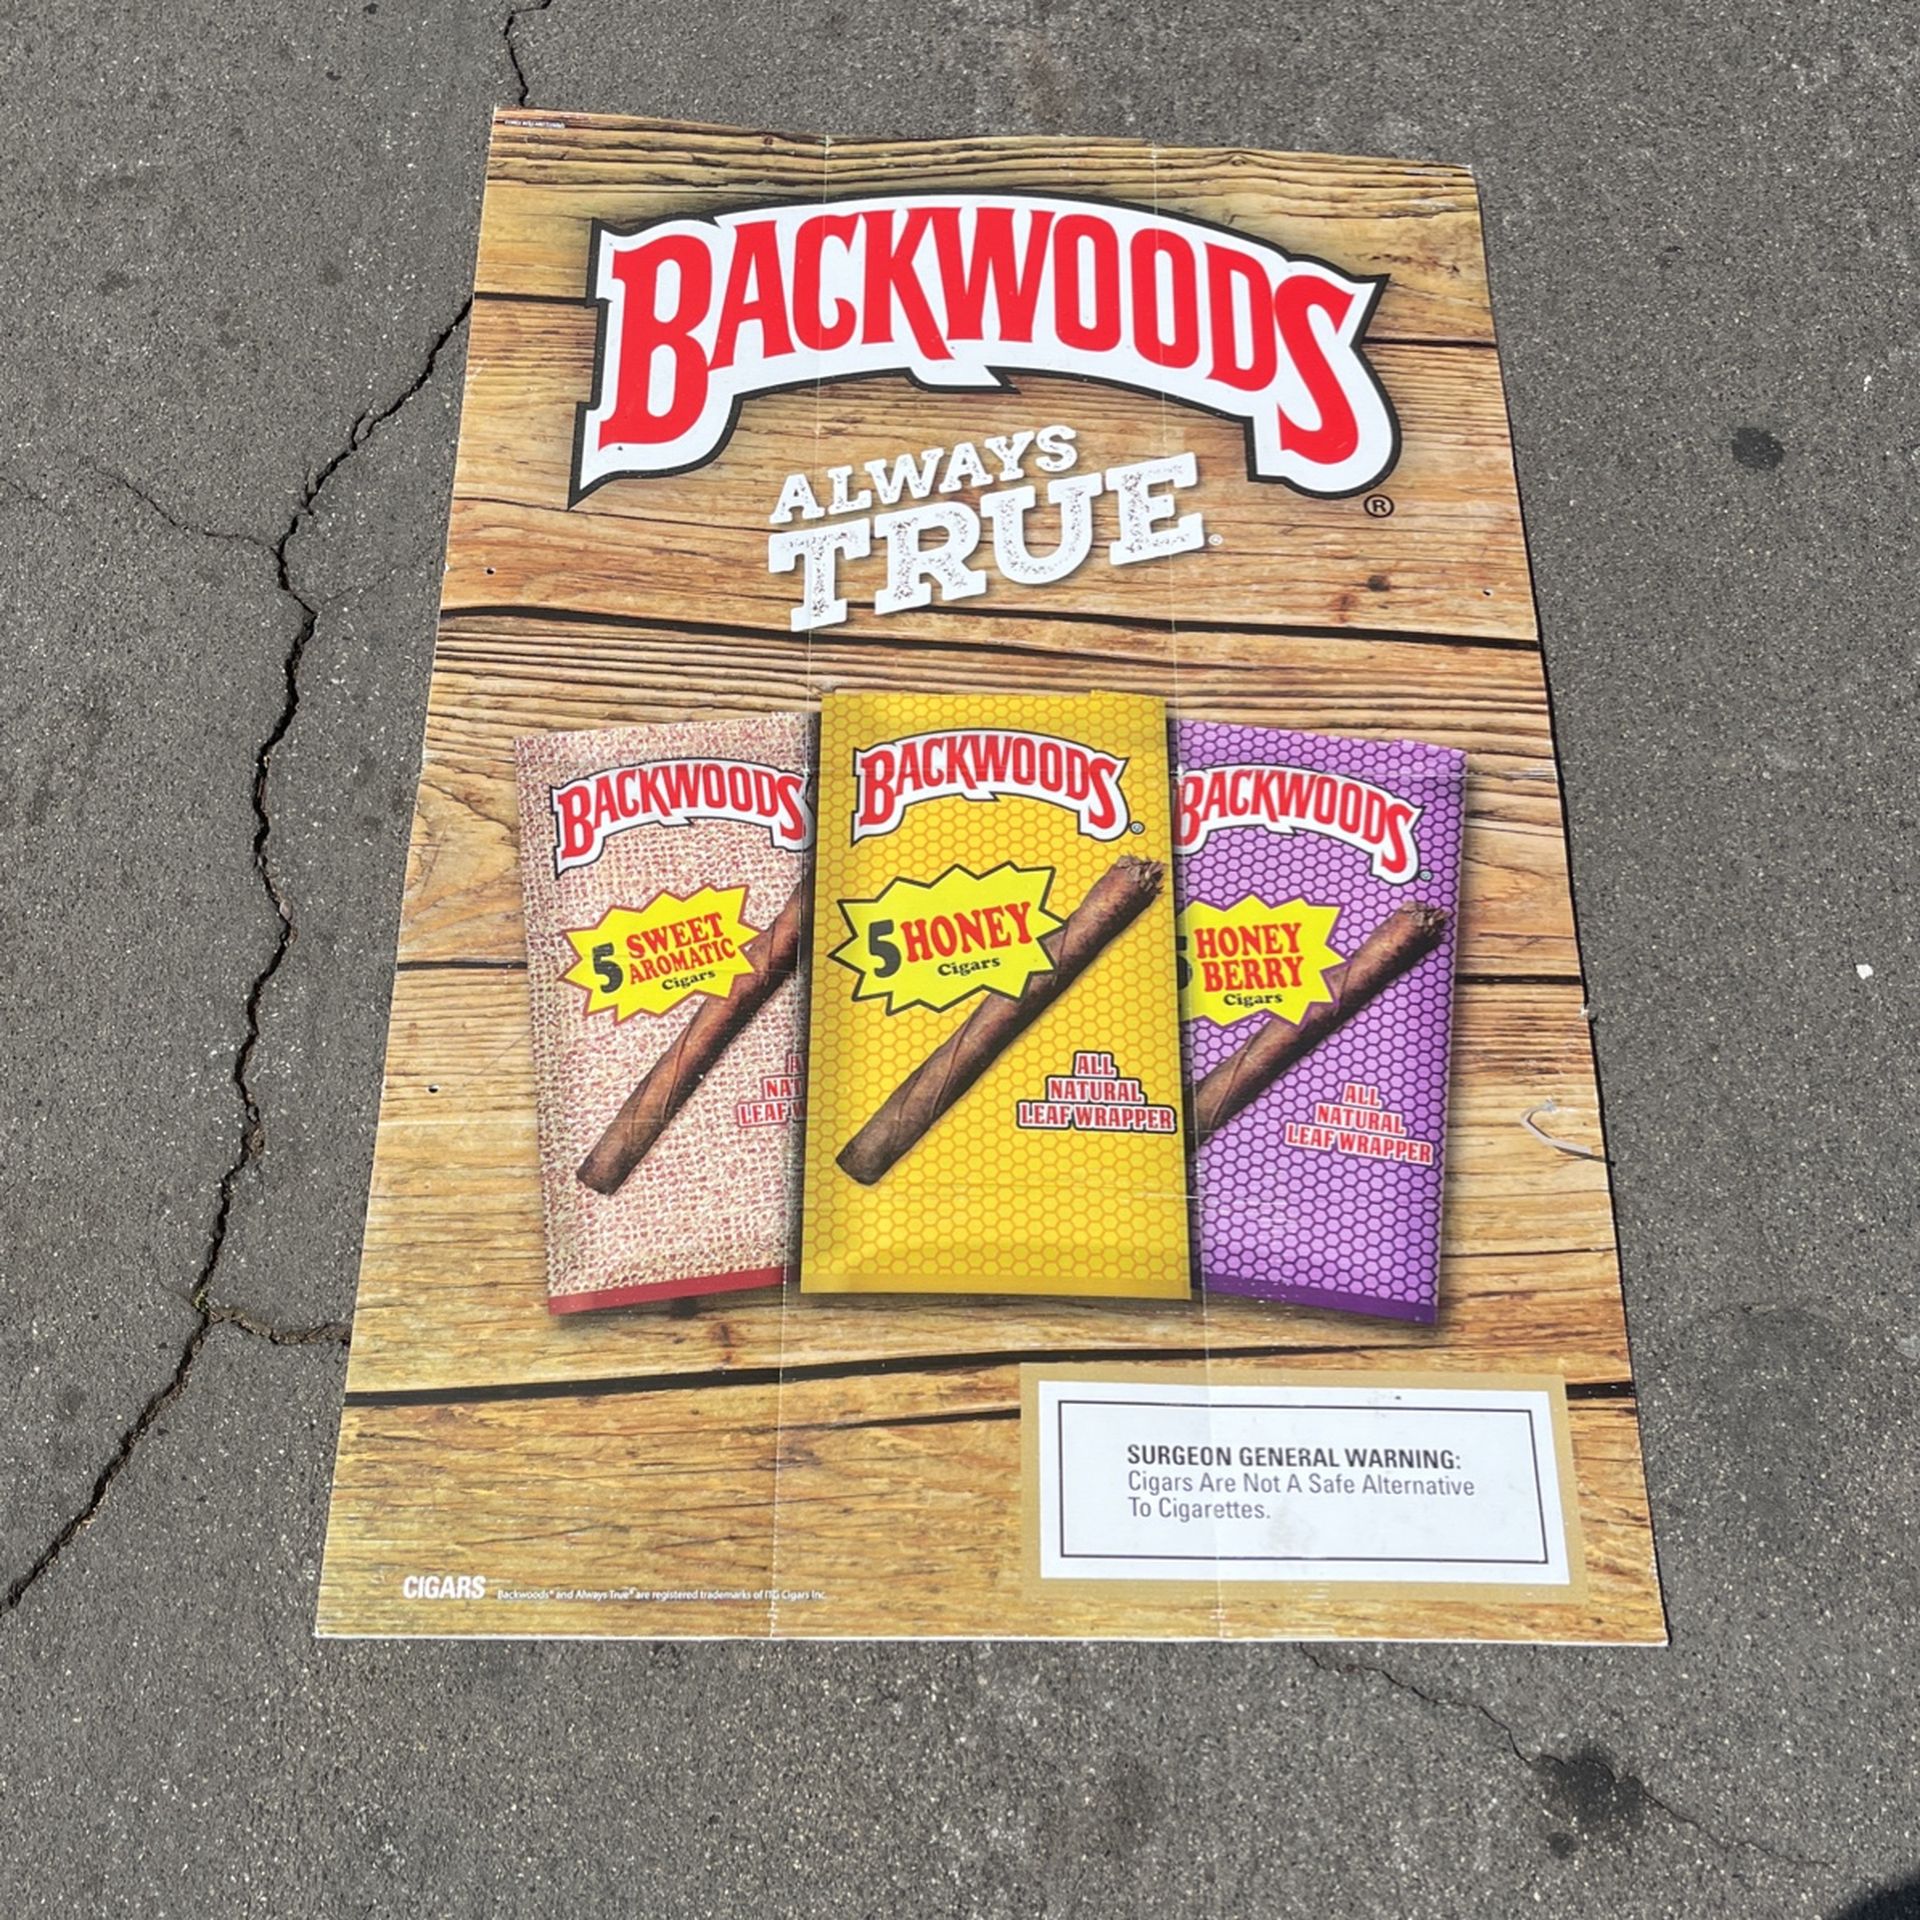 BACKWOODS
®
ALWAYS
TRUE®
BACKWOODS
5 SWEET
AROMATIC
Cigars
LEAF
BACKWOODS®
5 HONEY
Cigars
ALL
NATURAL
LEAF WRAPPER
BACKWOODS®
5 HONEY
BERRY
Cigars
ALL
NATURAL
LEAF WRAPPER
SURGEON GENERAL WARNING:
Cigars Are Not A Safe Alternative
To Cigarettes.
CIGARS Backwoods® and Always True® are registered trademarks of ITG Cigars Inc.